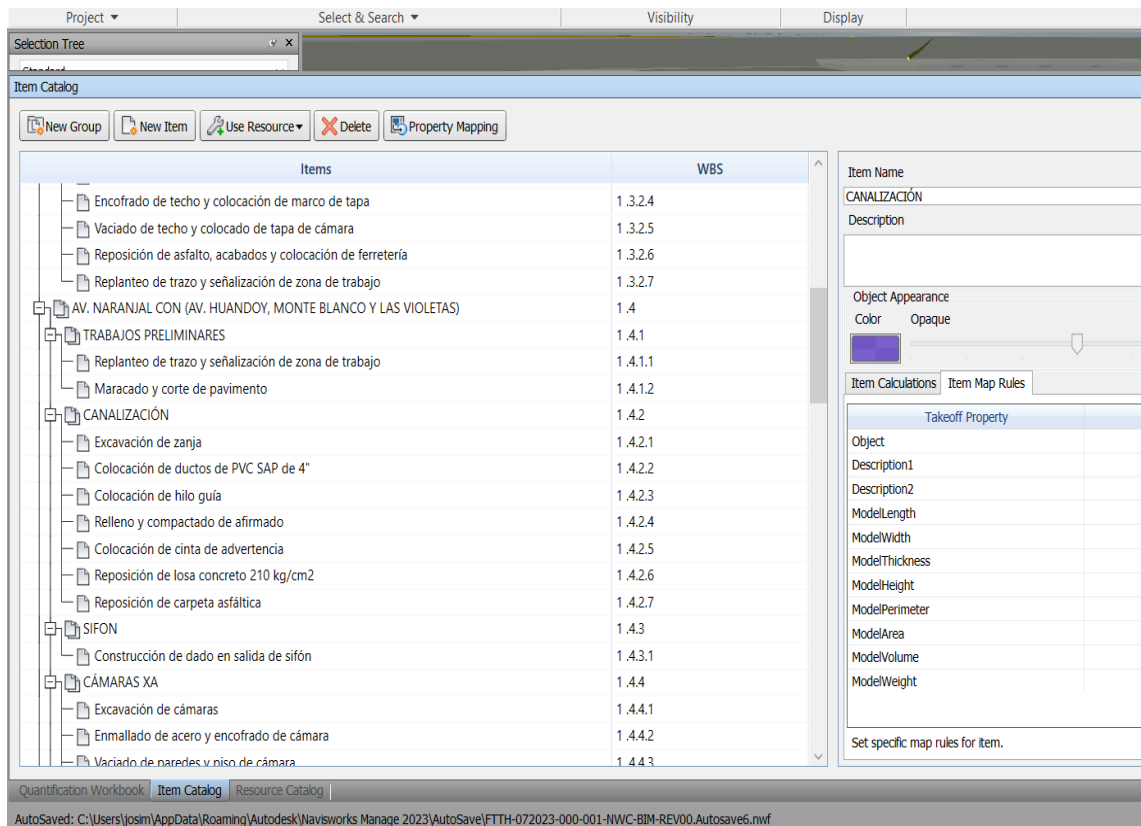 Project Select & Search Visibility Display
Selection Tree
Standard
Item Catalog
New Group New Item Use Resource Delete Property Mapping
Items WBS
Encofrado de techo y colocación de marco de tapa 1 .3.2.4
Vaciado de techo y colocado de tapa de cámara 1 .3.2.5
Reposición de asfalto, acabados y colocación de ferretería 1 .3.2.6
Replanteo de trazo y señalización de zona de trabajo 1 .3.2.7
AV. NARANJAL CON (AV. HUANDOY, MONTE BLANCO Y LAS VIOLETAS) 1 .4
TRABAJOS PRELIMINARES 1 .4.1
Replanteo de trazo y señalización de zona de trabajo 1 .4.1.1
Maracado y corte de pavimento 1 .4.1.2
CANALIZACIÓN 1 .4.2
Excavación de zanja 1 .4.2.1
Colocación de ductos de PVC SAP de 4" 1 .4.2.2
Colocación de hilo guía 1 .4.2.3
Relleno y compactado de afirmado 1 .4.2.4
Colocación de cinta de advertencia 1 .4.2.5
Reposición de losa concreto 210 kg/cm2 1 .4.2.6
Reposición de carpeta asfáltica 1 .4.2.7
SIFON 1 .4.3
Construcción de dado en salida de sifón 1 .4.3.1
CÁMARAS XA 1 .4.4
Excavación de cámaras 1 .4.4.1
Enmallado de acero y encofrado de cámara 1 .4.4.2
Vaciado de paredes y piso de cámara 1 .4.4.3
Item Name
CANALIZACIÓN
Description
Object Appearance
Color Opaque
Item Calculations Item Map Rules
Takeoff Property
Object
Description1
Description2
ModelLength
ModelWidth
ModelThickness
ModelHeight
ModelPerimeter
ModelArea
ModelVolume
ModelWeight
Set specific map rules for item.
Quantification Workbook Item Catalog Resource Catalog
AutoSaved: C:\Users\josim\AppData\Roaming\Autodesk\Navisworks Manage 2023\AutoSave\FTTH-072023-000-001-NWC-BIM-REV00.Autosave6.nwf